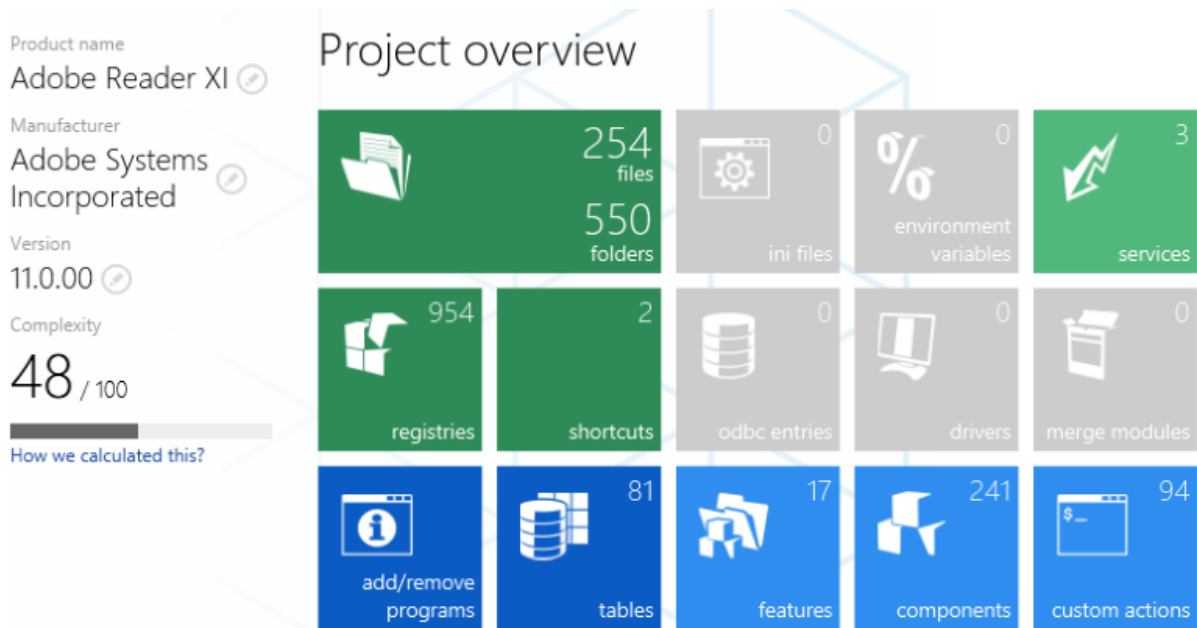 Product name
Adobe Reader XI
Manufacturer
Adobe Systems
Incorporated
Version
11.0.00
Complexity
48 / 100
How we calculated this?
Project overview
254
files
550
folders
0
ini files
0
environment
variables
3
services
954
registries
2
shortcuts
0
odbc entries
0
drivers
0
merge modules
add/remove
programs
81
tables
17
features
241
components
94
$_
custom actions